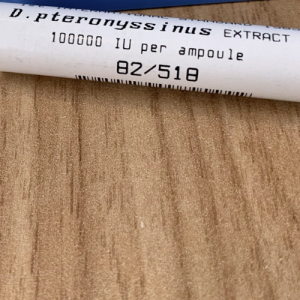 D.pteronyssinus EXTRACT
100000 IU per ampoule
82/518